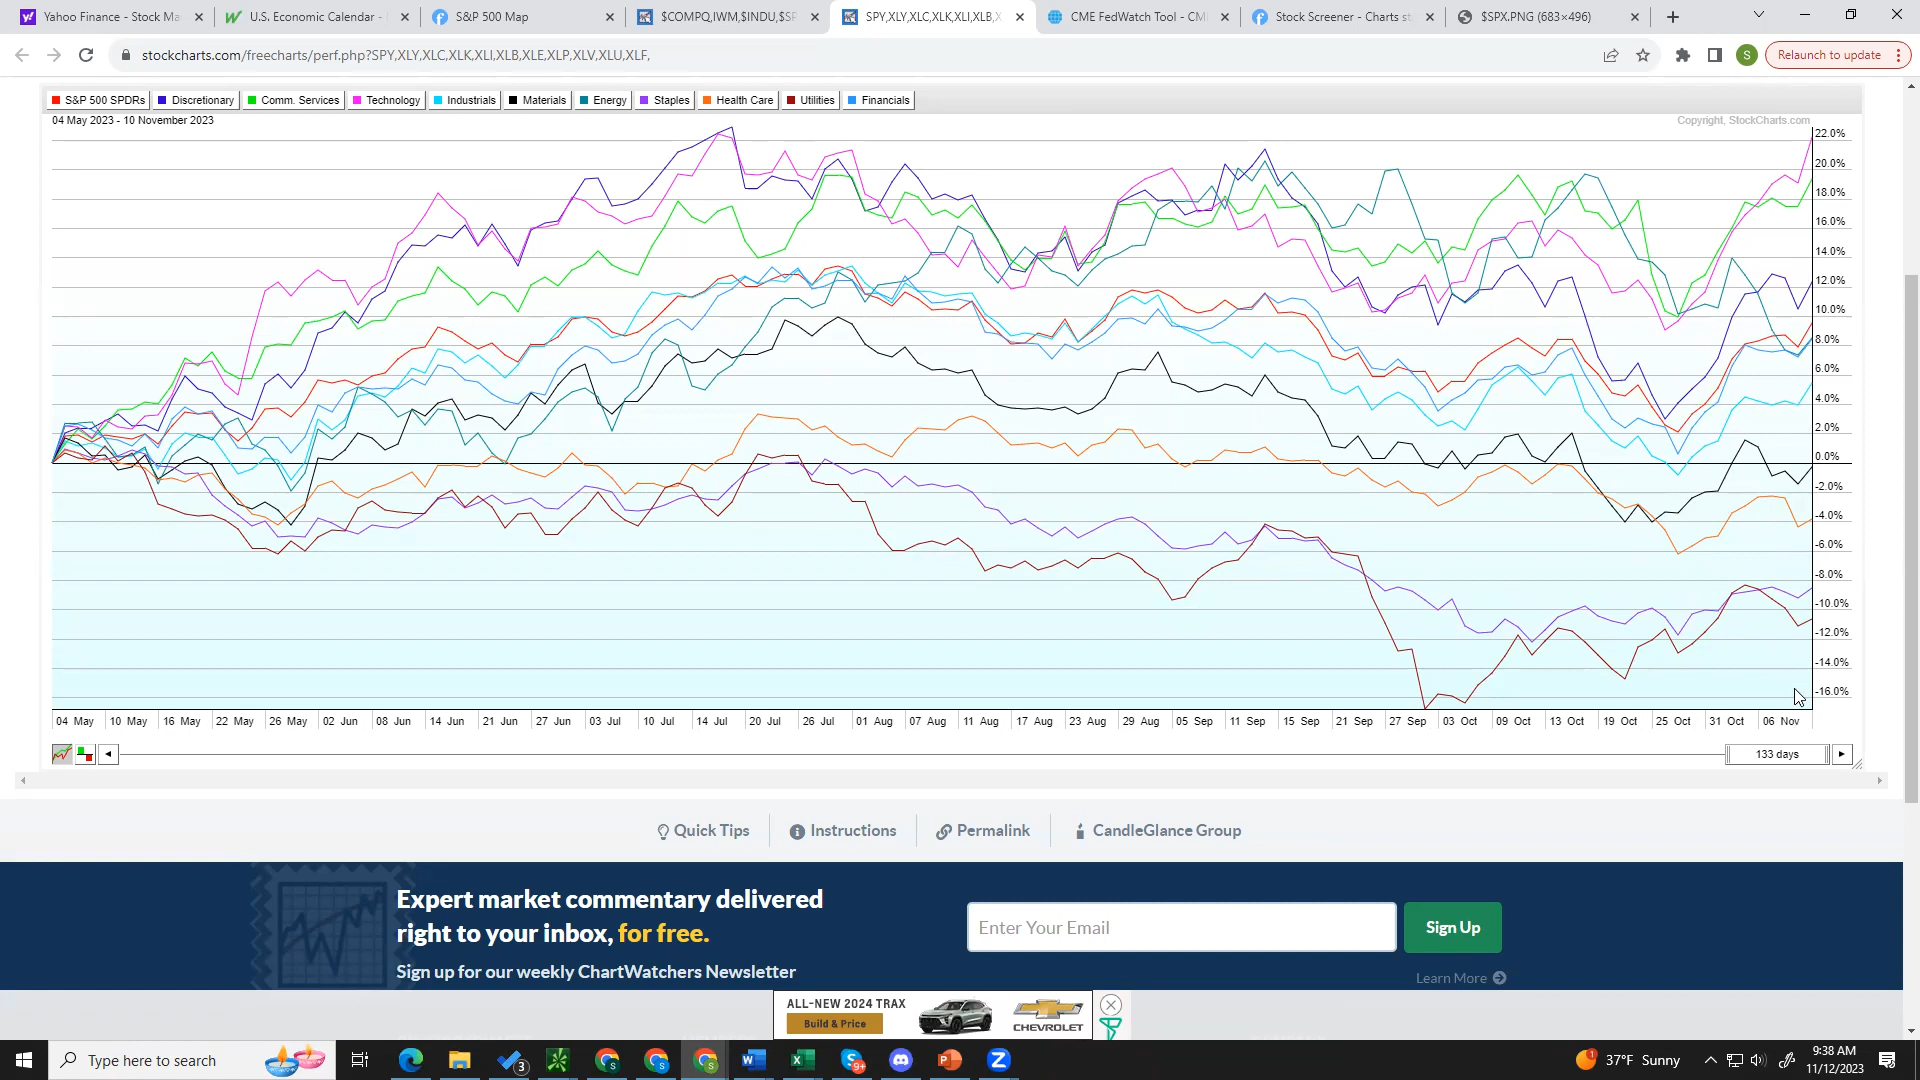 Yahoo Finance - Stock Ma
U.S. Economic Calendar -
S&P 500 Map
$COMPQ,IWM,$INDU,$SP
SPY,XLY,XLC,XLK,XLI,XLB,X
CME FedWatch Tool - CM
Stock Screener - Charts st
$SPX.PNG (683×496)
stockcharts.com/freecharts/perf.php?SPY,XLY,XLC,XLK,XLI,XLB,XLE,XLP,XLV,XLU,XLF,
S
Relaunch to update
S&P 500 SPDRs
Discretionary
Comm. Services
Technology
Industrials
Materials
Energy
Staples
Health Care
Utilities
Financials
04 May 2023 - 10 November 2023
Copyright, StockCharts.com
22.0%
20.0%
18.0%
16.0%
14.0%
12.0%
10.0%
8.0%
6.0%
4.0%
2.0%
0.0%
-2.0%
-4.0%
-6.0%
-8.0%
-10.0%
-12.0%
-14.0%
-16.0%
04 May
10 May
16 May
22 May
26 May
02 Jun
08 Jun
14 Jun
21 Jun
27 Jun
03 Jul
10 Jul
14 Jul
20 Jul
26 Jul
01 Aug
07 Aug
11 Aug
17 Aug
23 Aug
29 Aug
05 Sep
11 Sep
15 Sep
21 Sep
27 Sep
03 Oct
09 Oct
13 Oct
19 Oct
25 Oct
31 Oct
06 Nov
133 days
Quick Tips
Instructions
Permalink
CandleGlance Group
Expert market commentary delivered
right to your inbox, for free.
Sign up for our weekly ChartWatchers Newsletter
Enter Your Email
Sign Up
Learn More
ALL-NEW 2024 TRAX
Build & Price
CHEVROLET
Type here to search
3
9+
1
37°F Sunny
9:38 AM
11/12/2023